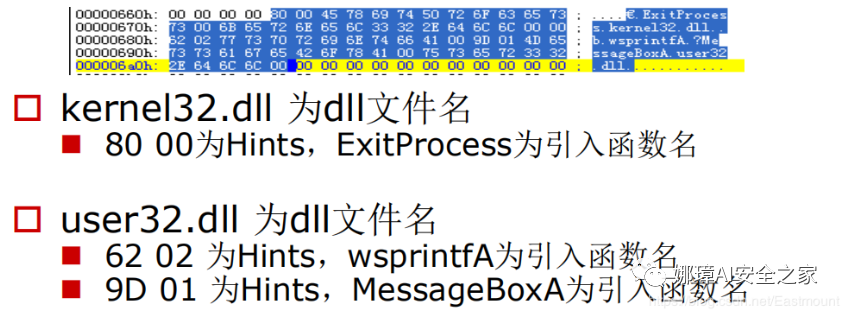 00000660h: 00 00 00 00 80 00 45 78 69 74 50 72 6F 63 65 73 ; ....€.ExitProces
00000670h: 73 00 6B 65 72 6E 65 6C 33 32 2E 64 6C 6C 00 00 ; s.kernel32.dll..
00000680h: 62 02 77 73 70 72 69 6E 74 66 41 00 9D 01 4D 65 ; b.wsprintfA.?Me
00000690h: 73 73 61 67 65 42 6F 78 41 00 75 73 65 72 33 32 ; ssageBoxA.user32
000006a0h: 2E 64 6C 6C 00 00 00 00 00 00 00 00 00 00 00 00 ; .dll............
kernel32.dll 为dll文件名
80 00为Hints，ExitProcess为引入函数名
user32.dll 为dll文件名
62 02 为Hints，wsprintfA为引入函数名
9D 01 为Hints，MessageBoxA为引入函数名
娜璋AI安全之家
https://blog.csdn.net/Eastmount